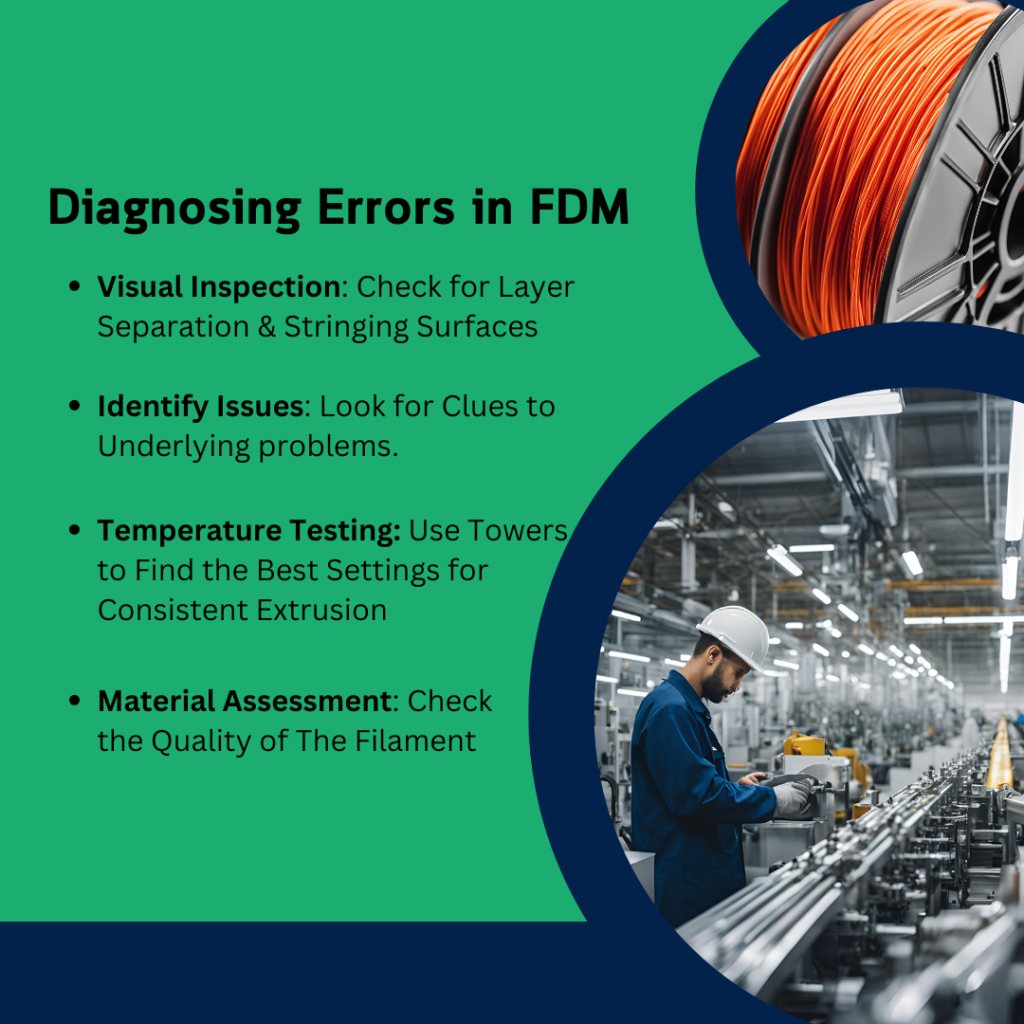 Diagnosing Errors in FDM
• Visual Inspection: Check for Layer
Separation & Stringing Surfaces
• Identify Issues: Look for Clues to
Underlying problems.
• Temperature Testing: Use Towers
to Find the Best Settings for
Consistent Extrusion
• Material Assessment: Check
the Quality of The Filament